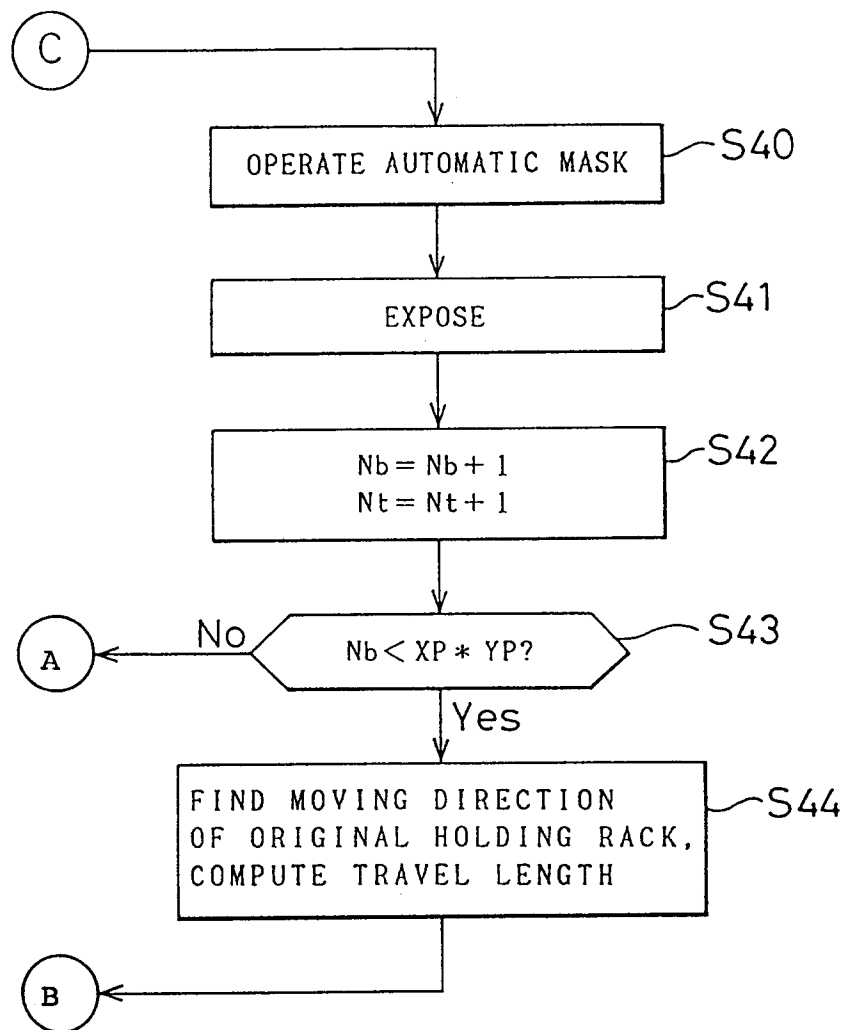 C
OPERATE AUTOMATIC MASK
S40
EXPOSE
S41
Nb = Nb + 1
Nt = Nt + 1
S42
Nb < XP * YP?
S43
No
A
Yes
FIND MOVING DIRECTION
OF ORIGINAL HOLDING RACK,
COMPUTE TRAVEL LENGTH
S44
B